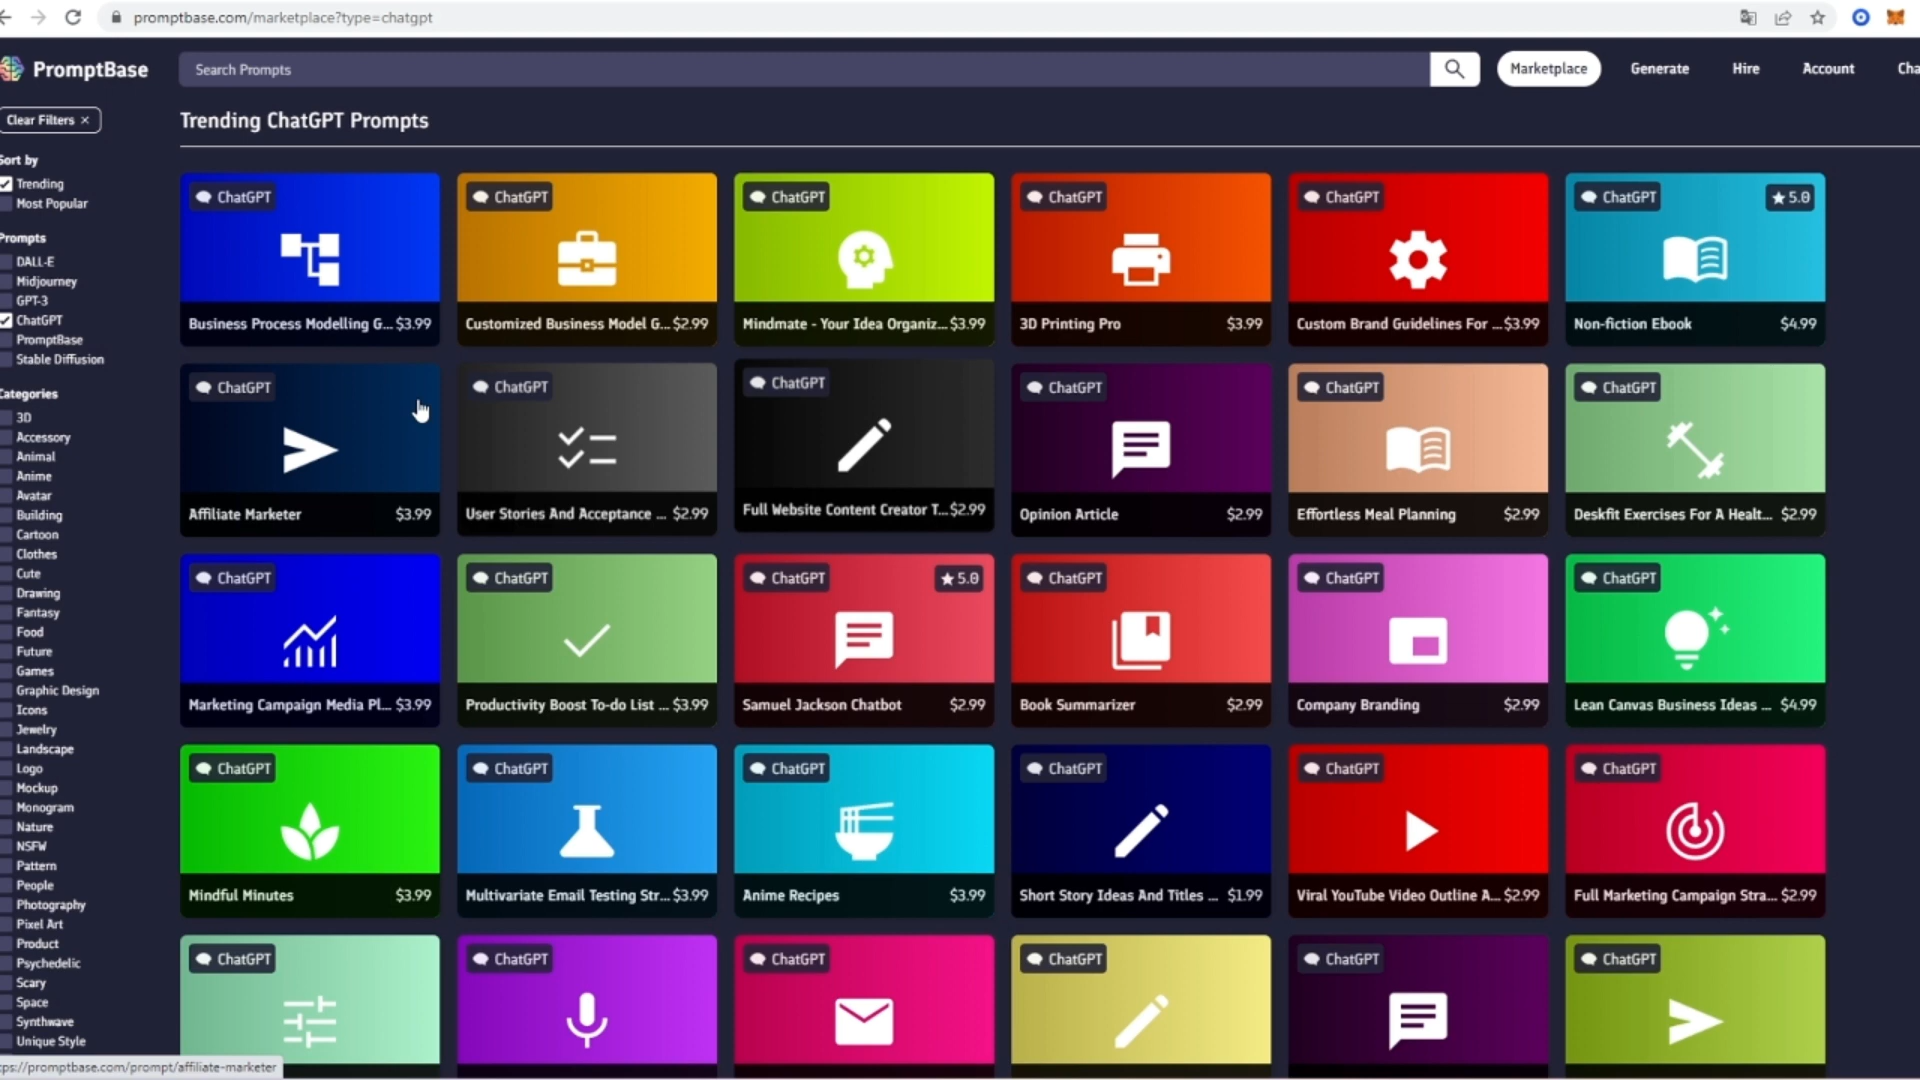 promptbase.com/marketplace?type=chatgpt
PromptBase
Search Prompts
Marketplace
Generate
Hire
Account
Cha
Clear Filters ×
Trending ChatGPT Prompts
Sort by
Trending
Most Popular
Prompts
DALL-E
Midjourney
GPT-3
ChatGPT
PromptBase
Stable Diffusion
Categories
3D
Accessory
Animal
Anime
Avatar
Building
Cartoon
Clothes
Cute
Drawing
Fantasy
Food
Future
Games
Graphic Design
Icons
Jewelry
Landscape
Logo
Mockup
Monogram
Nature
NSFW
Pattern
People
Photography
Pixel Art
Product
Psychedelic
Scary
Space
Synthwave
Unique Style
ChatGPT
Business Process Modelling G... $3.99
ChatGPT
Customized Business Model G... $2.99
ChatGPT
Mindmate - Your Idea Organiz... $3.99
ChatGPT
3D Printing Pro $3.99
ChatGPT
Custom Brand Guidelines For ... $3.99
ChatGPT ★ 5.0
Non-fiction Ebook $4.99
ChatGPT
Affiliate Marketer $3.99
ChatGPT
User Stories And Acceptance ... $2.99
ChatGPT
Full Website Content Creator T... $2.99
ChatGPT
Opinion Article $2.99
ChatGPT
Effortless Meal Planning $2.99
ChatGPT
Deskfit Exercises For A Healt... $2.99
ChatGPT
Marketing Campaign Media Pl... $3.99
ChatGPT
Productivity Boost To-do List ... $3.99
ChatGPT ★ 5.0
Samuel Jackson Chatbot $2.99
ChatGPT
Book Summarizer $2.99
ChatGPT
Company Branding $2.99
ChatGPT
Lean Canvas Business Ideas ... $4.99
ChatGPT
Mindful Minutes $3.99
ChatGPT
Multivariate Email Testing Str... $3.99
ChatGPT
Anime Recipes $3.99
ChatGPT
Short Story Ideas And Titles ... $1.99
ChatGPT
Viral YouTube Video Outline A... $2.99
ChatGPT
Full Marketing Campaign Stra... $2.99
ChatGPT
ChatGPT
ChatGPT
ChatGPT
ChatGPT
ChatGPT
tps://promptbase.com/prompt/affiliate-marketer